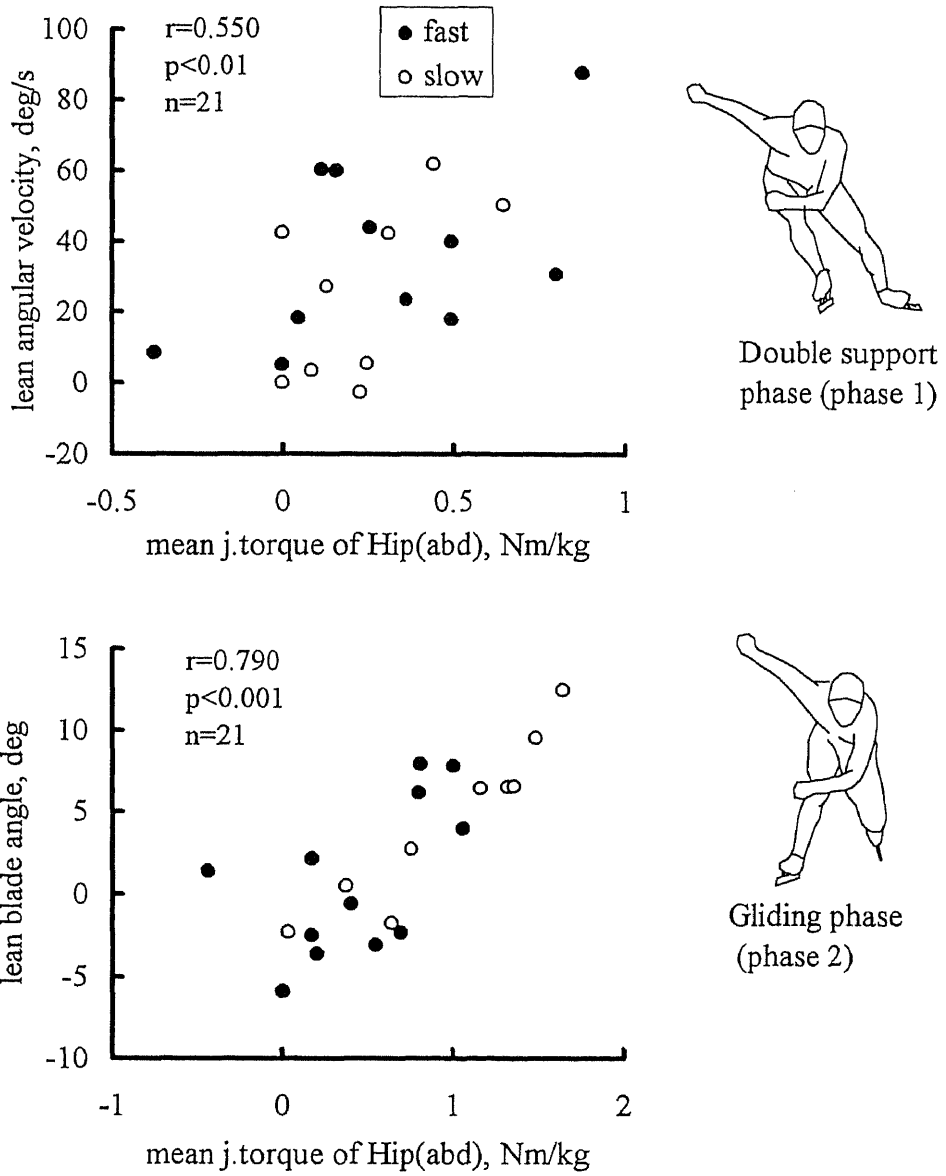 r=0.550
p<0.01
n=21
fast
slow
lean angular velocity, deg/s
100
80
60
40
20
0
-20
-0.5 0 0.5 1
mean j.torque of Hip(abd), Nm/kg
Double support
phase (phase 1)
r=0.790
p<0.001
n=21
lean blade angle, deg
15
10
5
0
-5
-10
-1 0 1 2
mean j.torque of Hip(abd), Nm/kg
Gliding phase
(phase 2)